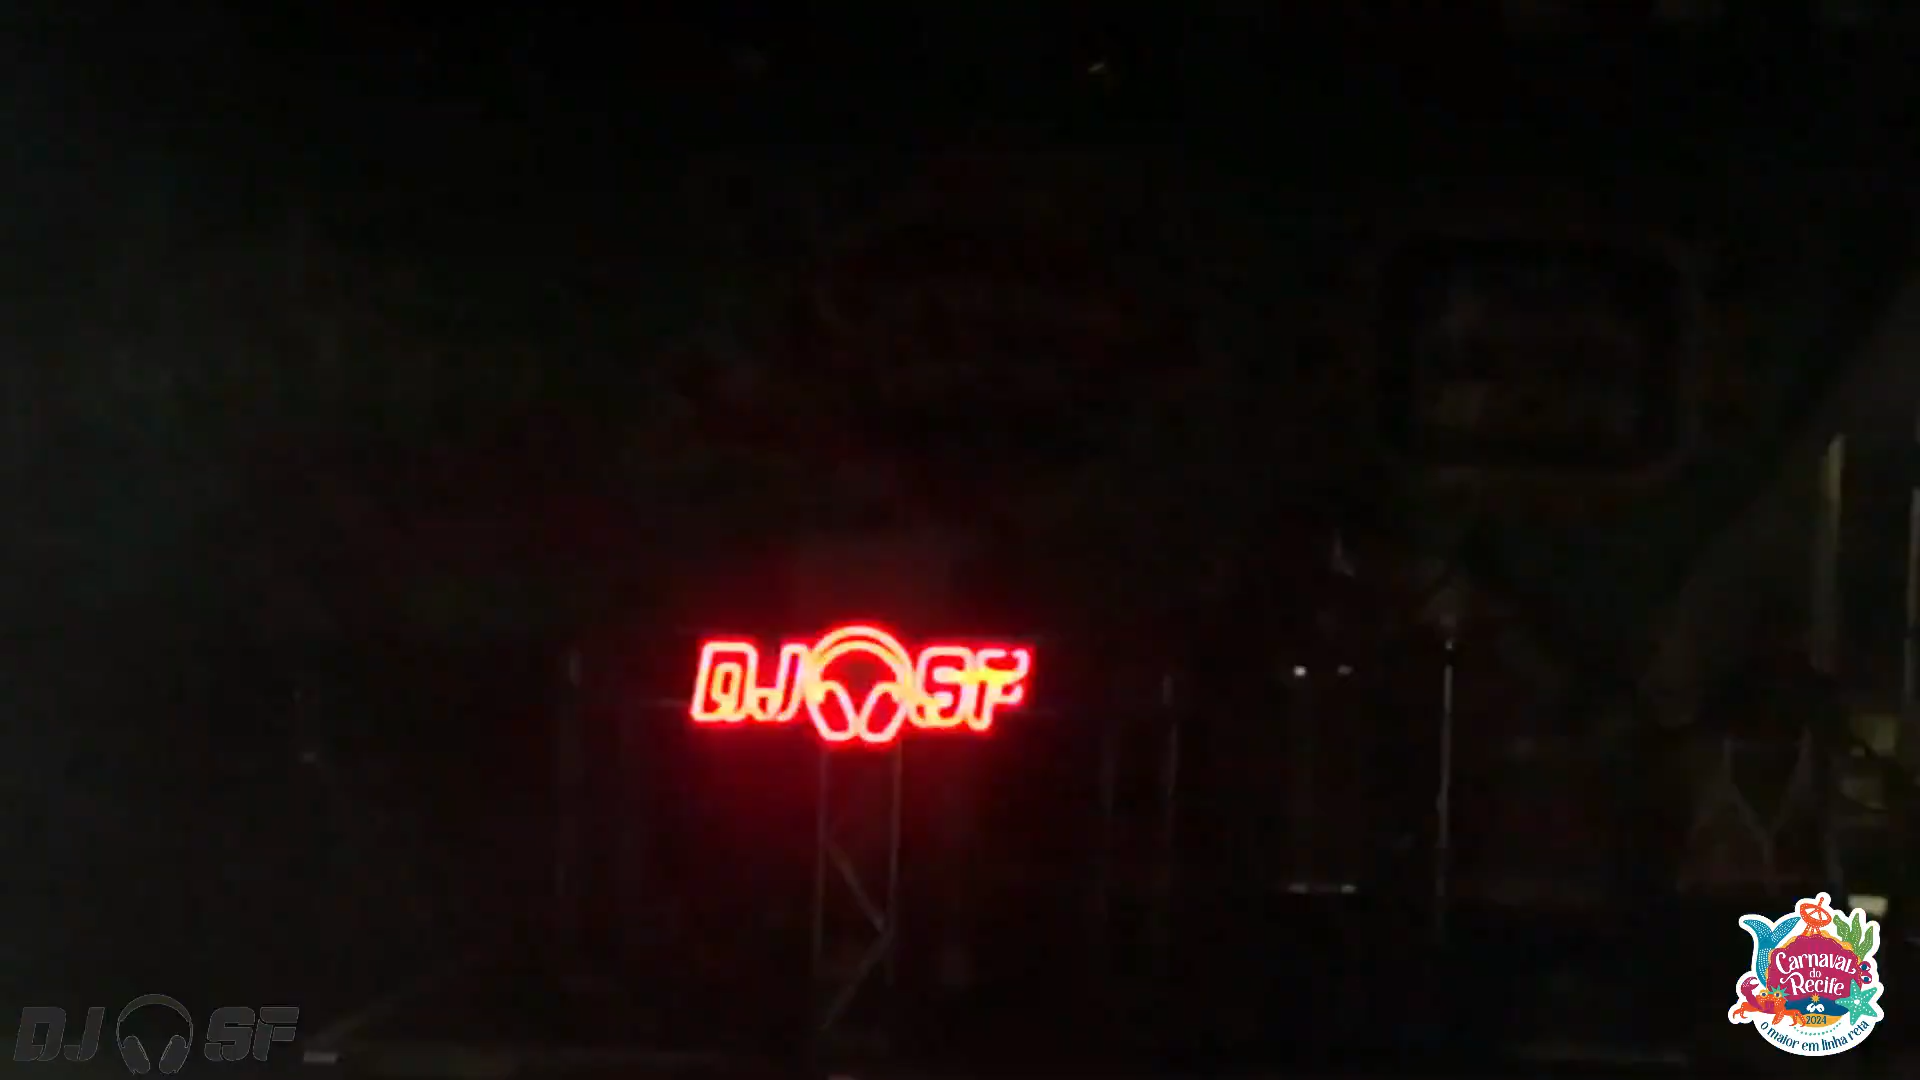 DJ SF
Carnaval
do
Recife
2024
o maior em linha reta
DJ SF